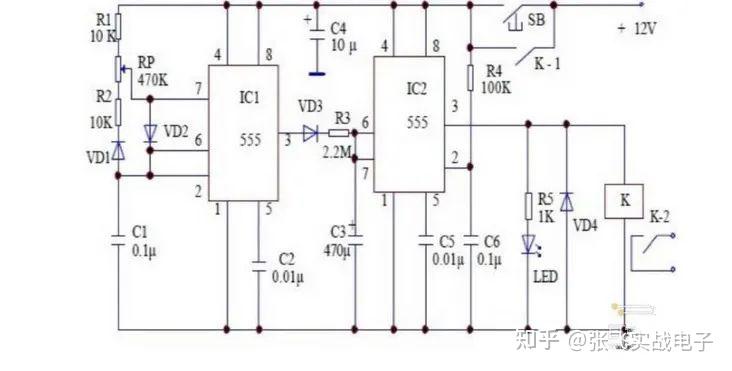 R1
10 K
RP
470K
R2
10K
VD1
VD2
C1
0.1μ
4
8
7
IC1
555
6
3
2
1
5
C2
0.01μ
C4
+
10 μ
VD3
R3
2.2M
C3
+
470μ
4
8
IC2
555
3
6
7
2
1
5
C5
0.01μ
C6
0.1μ
R4
100K
SB
K - 1
+ 12V
R5
1K
LED
VD4
K
K-2
知乎 @张飞实战电子